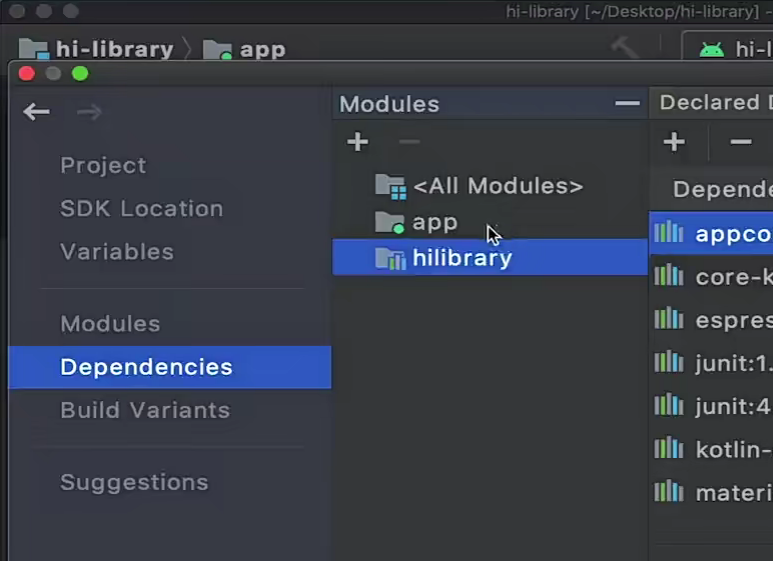 hi-library [~/Desktop/hi-library] –
hi-library app
hi-l
Modules
Declared D
Project
SDK Location
Variables
Modules
Dependencies
Build Variants
Suggestions
<All Modules>
app
hilibrary
Depende
appco
core-k
espres
junit:1.
junit:4
kotlin-
materi